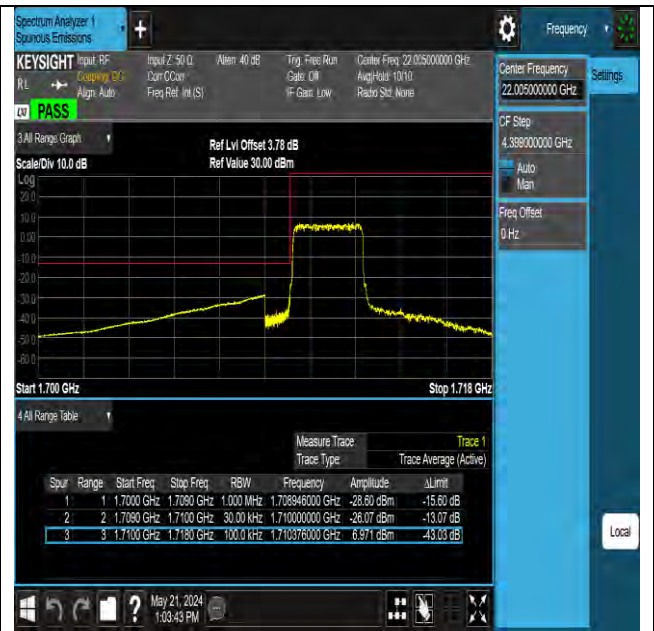 Spectrum Analyzer 1
Spurious Emissions
+
Frequency
KEYSIGHT Input: RF Input Z: 50 Ω Atten: 40 dB Trig: Free Run Center Freq: 22.005000000 GHz
RL Coupling: DC Corr CCorr Gate: Off Avg|Hold: 10/10
Align: Auto Freq Ref: Int (S) IF Gain: Low Radio Std: None
LXI PASS
Center Frequency
22.005000000 GHz
Settings
CF Step
4.399000000 GHz
Auto
Man
Freq Offset
0 Hz
3 All Range Graph
Ref Lvl Offset 3.78 dB
Scale/Div 10.0 dB Ref Value 30.00 dBm
Log
20.0
10.0
0.00
-10.0
-20.0
-30.0
-40.0
-50.0
-60.0
Start 1.700 GHz Stop 1.718 GHz
4 All Range Table
Measure Trace Trace 1
Trace Type Trace Average (Active)
Spur Range Start Freq Stop Freq RBW Frequency Amplitude ΔLimit
1 1 1.7000 GHz 1.7090 GHz 1.000 MHz 1.708946000 GHz -28.60 dBm -15.60 dB
2 2 1.7090 GHz 1.7100 GHz 30.00 kHz 1.710000000 GHz -26.07 dBm -13.07 dB
3 3 1.7100 GHz 1.7180 GHz 100.0 kHz 1.710376000 GHz 6.971 dBm -43.03 dB
Local
? May 21, 2024
1:03:43 PM